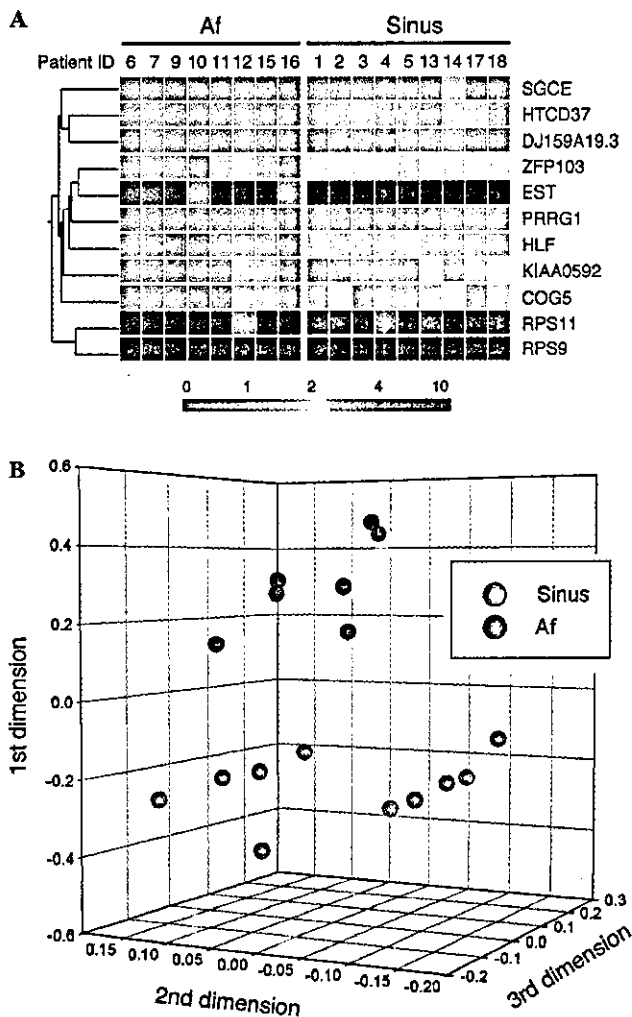 A
Af Sinus
Patient ID 6 7 9 10 11 12 15 16 1 2 3 4 5 13 14 17 18
SGCE
HTCD37
DJ159A19.3
ZFP103
EST
PRRG1
HLF
KIAA0592
COG5
RPS11
RPS9
0 1 2 4 10
B
0.6
0.4
0.2
0.0
-0.2
-0.4
-0.6
1st dimension
Sinus
Af
0.15 0.10 0.05 0.00 -0.05 -0.10 -0.15 -0.20
2nd dimension
-0.2 -0.1 0.0 0.1 0.2 0.3
3rd dimension